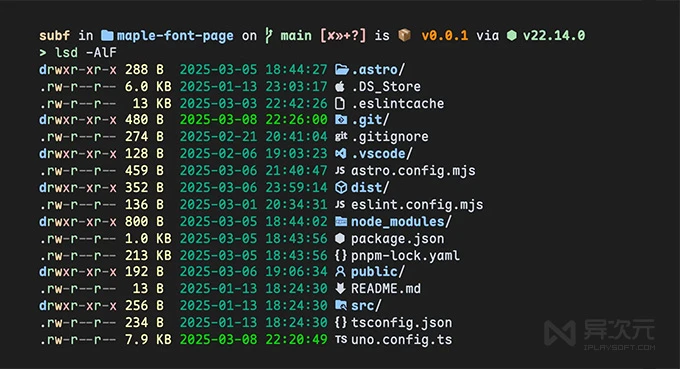 subf in maple-font-page on main [✘»+?] is 📦 v0.0.1 via ⬢ v22.14.0
> lsd -AlF
drwxr-xr-x 288 B 2025-03-05 18:44:27 .astro/
.rw-r--r-- 6.0 KB 2025-01-13 23:03:17 .DS_Store
.rw-r--r-- 13 KB 2025-03-03 22:42:26 .eslintcache
drwxr-xr-x 480 B 2025-03-08 22:26:00 .git/
.rw-r--r-- 274 B 2025-02-21 20:41:04 git .gitignore
drwxr-xr-x 128 B 2025-02-06 19:03:23 .vscode/
.rw-r--r-- 459 B 2025-03-06 21:40:47 JS astro.config.mjs
drwxr-xr-x 352 B 2025-03-06 23:59:14 dist/
.rw-r--r-- 136 B 2025-03-01 20:34:31 JS eslint.config.mjs
drwxr-xr-x 800 B 2025-03-05 18:44:02 node_modules/
.rw-r--r-- 1.0 KB 2025-03-05 18:43:56 package.json
.rw-r--r-- 213 KB 2025-03-05 18:43:56 {} pnpm-lock.yaml
drwxr-xr-x 192 B 2025-03-06 19:06:34 public/
.rw-r--r-- 13 B 2025-01-13 18:24:30 README.md
drwxr-xr-x 256 B 2025-01-13 18:24:30 src/
.rw-r--r-- 234 B 2025-01-13 18:24:30 {} tsconfig.json
.rw-r--r-- 7.9 KB 2025-03-08 22:20:49 TS uno.config.ts
异次元
IPLAYSOFT.COM